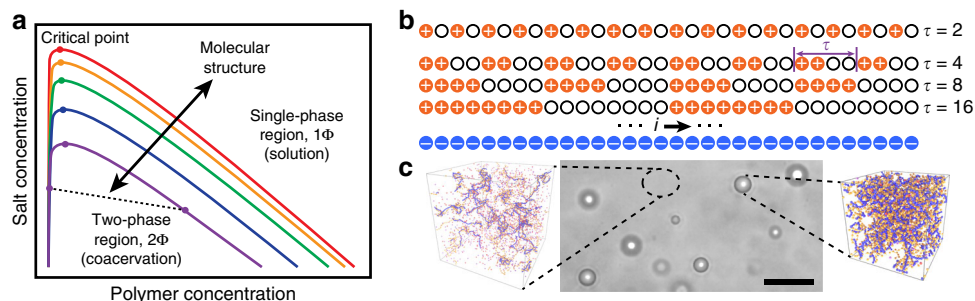 a
Critical point
Molecular
structure
Single-phase
region, 1Φ
(solution)
Two-phase
region, 2Φ
(coacervation)
Salt concentration
Polymer concentration
b
τ = 2
τ
τ = 4
τ = 8
τ = 16
··· i ···
c